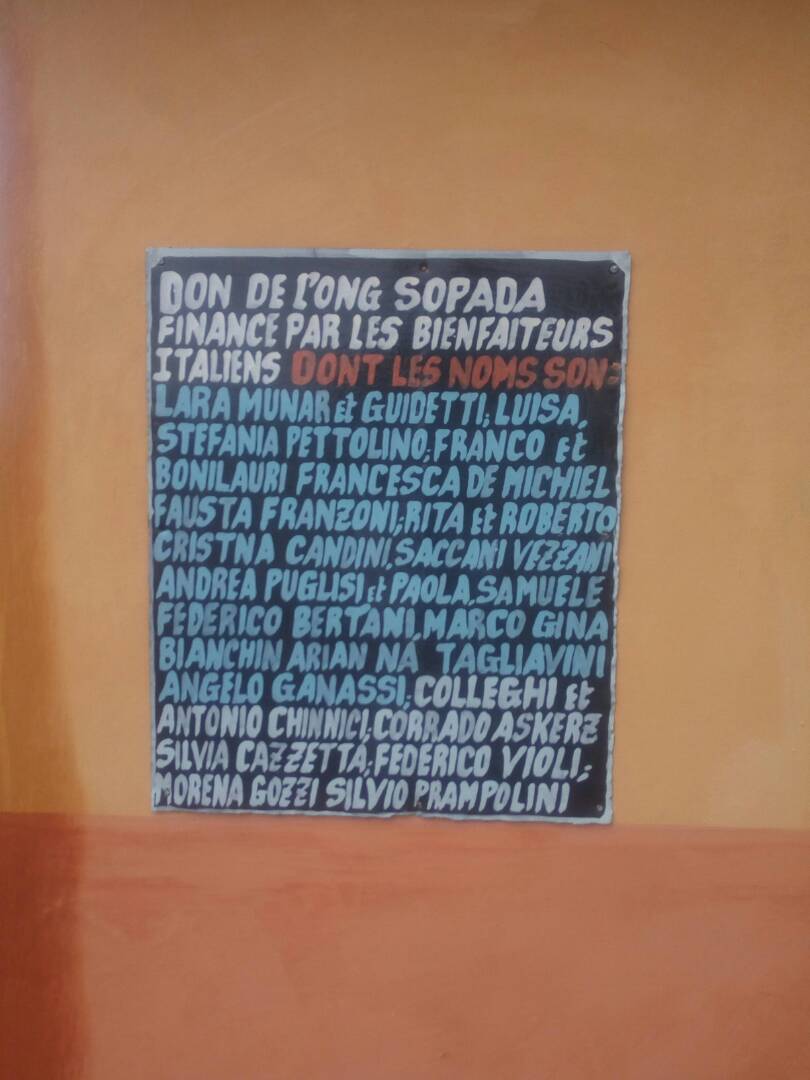 DON DE L'ONG SOPADA
FINANCE PAR LES BIENFAITEURS
ITALIENS DONT LES NOMS SON:
LARA MUNAR et GUIDETTI; LUISA,
STEFANIA PETTOLINO; FRANCO et
BONILAURI FRANCESCA DE MICHIEL
FAUSTA FRANZONI; RITA et ROBERTO
CRISTNA CANDINI, SACCANI VEZZANI
ANDREA PUGLISI et PAOLA, SAMUELE
FEDERICO BERTANI, MARCO GINA
BIANCHIN ARIAN NA TAGLIAVINI
ANGELO GANASSI; COLLEGHI et
ANTONIO CHINNICI; CORRADO ASKERZ
SILVIA CAZZETTA; FEDERICO VIOLI;
MORENA GOZZI SILVIO PRAMPOLINI